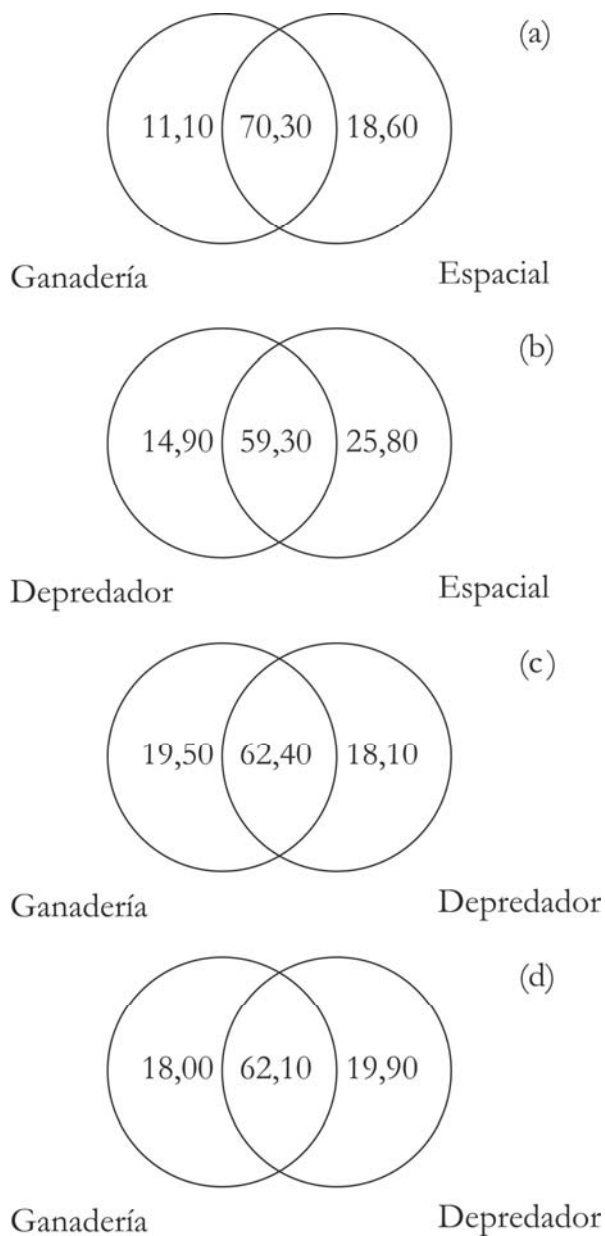 (a)
11,10 70,30 18,60
Ganadería Espacial
(b)
14,90 59,30 25,80
Depredador Espacial
(c)
19,50 62,40 18,10
Ganadería Depredador
(d)
18,00 62,10 19,90
Ganadería Depredador